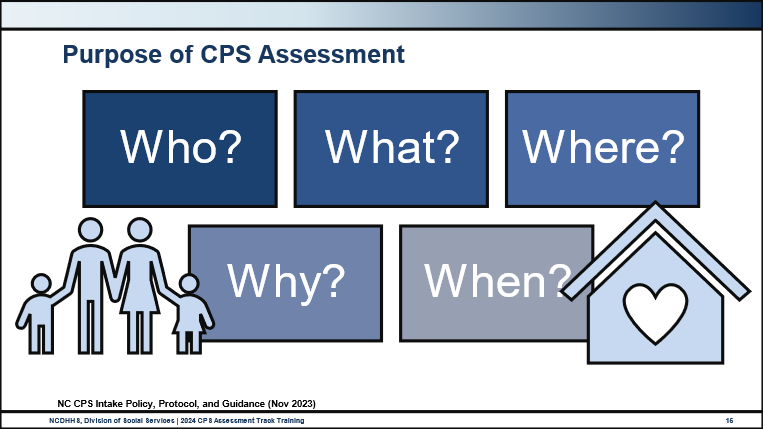 Purpose of CPS Assessment
Who?
What?
Where?
Why?
When?
NC CPS Intake Policy, Protocol, and Guidance (Nov 2023)
NCDHHS, Division of Social Services | 2024 CPS Assessment Track Training
16